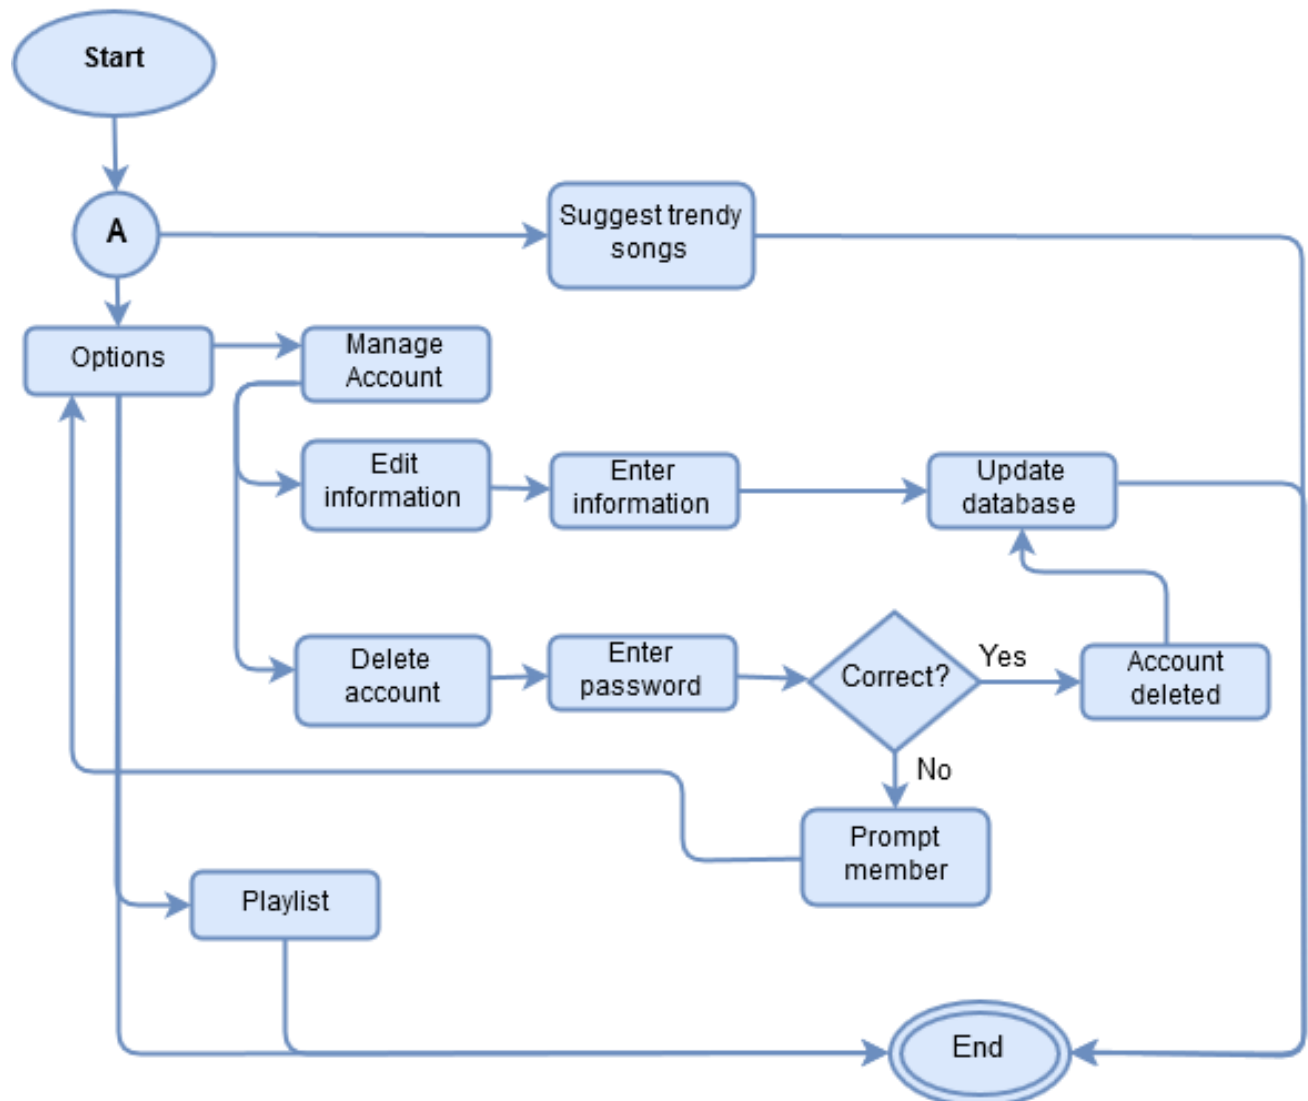 Start
A
Suggest trendy
songs
Options
Manage
Account
Edit
information
Enter
information
Update
database
Delete
account
Enter
password
Correct?
Yes
Account
deleted
No
Prompt
member
Playlist
End